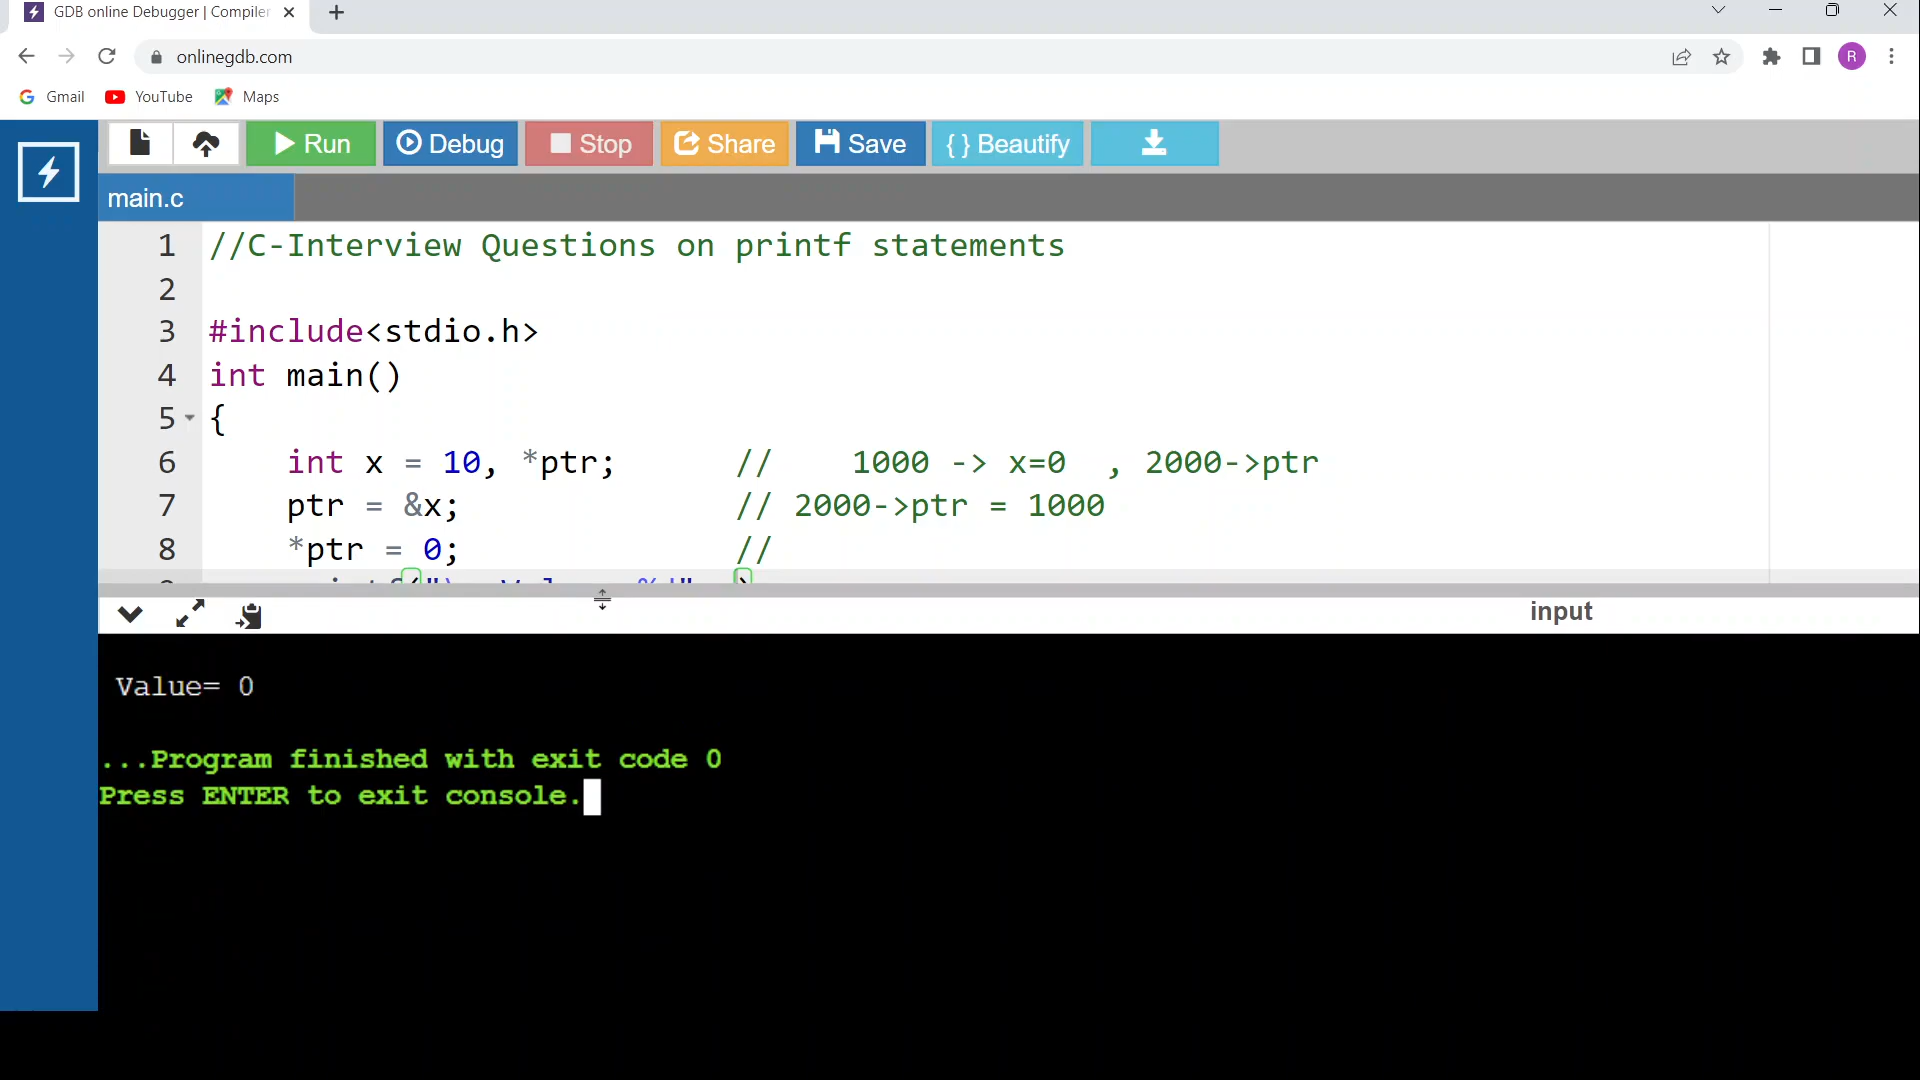 GDB online Debugger | Compiler
onlinegdb.com
R
Gmail YouTube Maps
Run Debug Stop Share Save { } Beautify
main.c
1 //C-Interview Questions on printf statements
2
3 #include<stdio.h>
4 int main()
5 {
6 int x = 10, *ptr; // 1000 -> x=0 , 2000->ptr
7 ptr = &x; // 2000->ptr = 1000
8 *ptr = 0; //
input
Value= 0
...Program finished with exit code 0
Press ENTER to exit console.